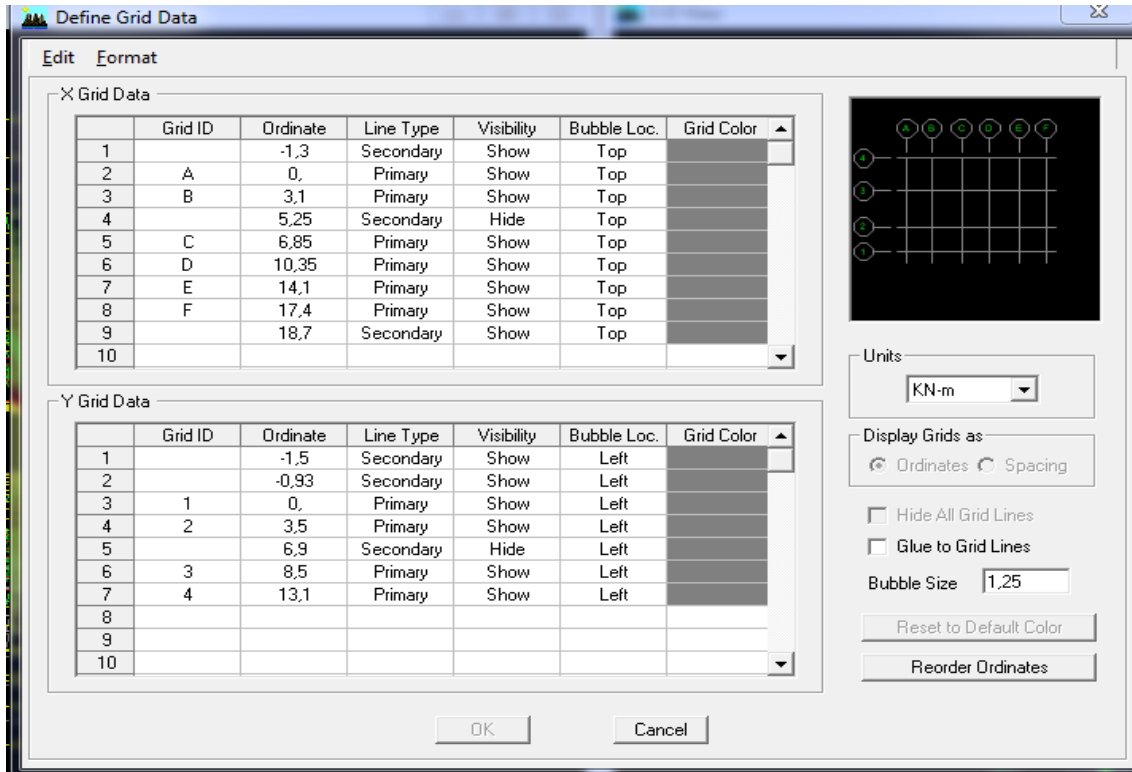 Define Grid Data
Edit Format
X Grid Data
Grid ID Ordinate Line Type Visibility Bubble Loc. Grid Color
1 -1,3 Secondary Show Top
2 A 0, Primary Show Top
3 B 3,1 Primary Show Top
4 5,25 Secondary Hide Top
5 C 6,85 Primary Show Top
6 D 10,35 Primary Show Top
7 E 14,1 Primary Show Top
8 F 17,4 Primary Show Top
9 18,7 Secondary Show Top
10
Y Grid Data
Grid ID Ordinate Line Type Visibility Bubble Loc. Grid Color
1 -1,5 Secondary Show Left
2 -0,93 Secondary Show Left
3 1 0, Primary Show Left
4 2 3,5 Primary Show Left
5 6,9 Secondary Hide Left
6 3 8,5 Primary Show Left
7 4 13,1 Primary Show Left
8
9
10
A B C D E F
4
3
2
1
Units
KN-m
Display Grids as
Ordinates Spacing
Hide All Grid Lines
Glue to Grid Lines
Bubble Size 1,25
Reset to Default Color
Reorder Ordinates
OK Cancel